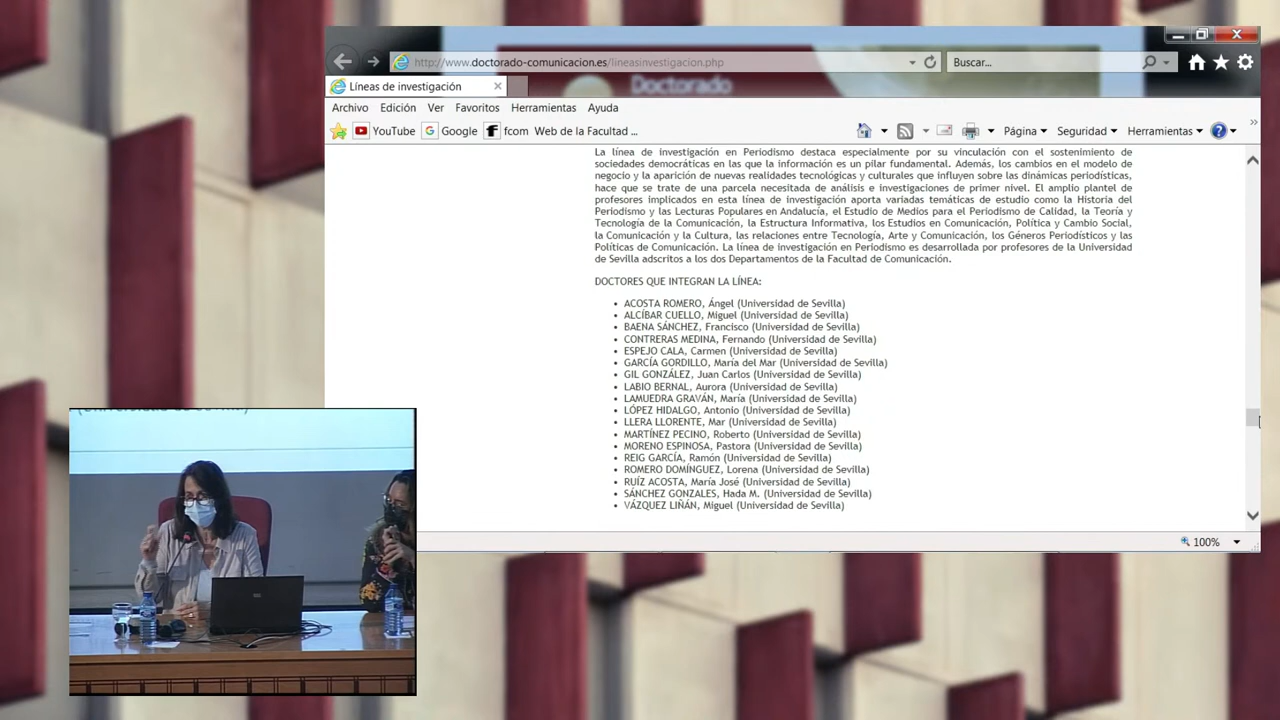 http://www.doctorado-comunicacion.es/lineasinvestigacion.php
Buscar...
Doctorado
Líneas de investigación
Archivo Edición Ver Favoritos Herramientas Ayuda
YouTube Google fcom Web de la Facultad ... Página Seguridad Herramientas
La línea de investigación en Periodismo destaca especialmente por su vinculación con el sostenimiento de
sociedades democráticas en las que la información es un pilar fundamental. Además, los cambios en el modelo de
negocio y la aparición de nuevas realidades tecnológicas y culturales que influyen sobre las dinámicas periodísticas,
hace que se trate de una parcela necesitada de análisis e investigaciones de primer nivel. El amplio plantel de
profesores implicados en esta línea de investigación aporta variadas temáticas de estudio como la Historia del
Periodismo y las Lecturas Populares en Andalucía, el Estudio de Medios para el Periodismo de Calidad, la Teoría y
Tecnología de la Comunicación, la Estructura Informativa, los Estudios en Comunicación, Política y Cambio Social,
la Comunicación y la Cultura, las relaciones entre Tecnología, Arte y Comunicación, los Géneros Periodísticos y las
Políticas de Comunicación. La línea de investigación en Periodismo es desarrollada por profesores de la Universidad
de Sevilla adscritos a los dos Departamentos de la Facultad de Comunicación.
DOCTORES QUE INTEGRAN LA LÍNEA:
• ACOSTA ROMERO, Ángel (Universidad de Sevilla)
• ALCÍBAR CUELLO, Miguel (Universidad de Sevilla)
• BAENA SÁNCHEZ, Francisco (Universidad de Sevilla)
• CONTRERAS MEDINA, Fernando (Universidad de Sevilla)
• ESPEJO CALA, Carmen (Universidad de Sevilla)
• GARCÍA GORDILLO, María del Mar (Universidad de Sevilla)
• GIL GONZÁLEZ, Juan Carlos (Universidad de Sevilla)
• LABIO BERNAL, Aurora (Universidad de Sevilla)
• LAMUEDRA GRAVÁN, María (Universidad de Sevilla)
• LÓPEZ HIDALGO, Antonio (Universidad de Sevilla)
• LLERA LLORENTE, Mar (Universidad de Sevilla)
• MARTÍNEZ PECINO, Roberto (Universidad de Sevilla)
• MORENO ESPINOSA, Pastora (Universidad de Sevilla)
• REIG GARCÍA, Ramón (Universidad de Sevilla)
• ROMERO DOMÍNGUEZ, Lorena (Universidad de Sevilla)
• RUÍZ ACOSTA, María José (Universidad de Sevilla)
• SÁNCHEZ GONZALES, Hada M. (Universidad de Sevilla)
• VÁZQUEZ LIÑÁN, Miguel (Universidad de Sevilla)
100%